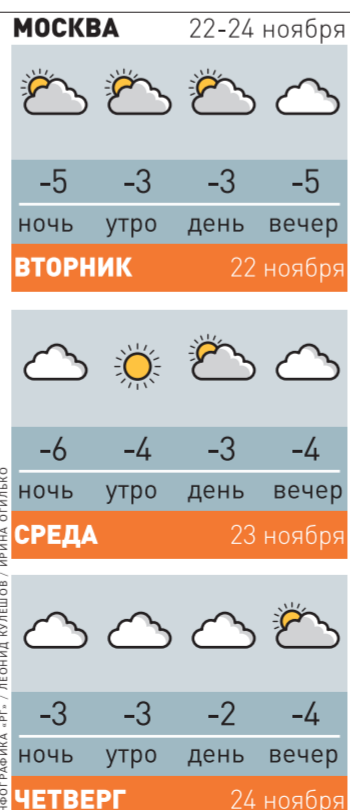 МОСКВА 22-24 ноября
-5 -3 -3 -5
ночь утро день вечер
ВТОРНИК 22 ноября
-6 -4 -3 -4
ночь утро день вечер
СРЕДА 23 ноября
-3 -3 -2 -4
ночь утро день вечер
ЧЕТВЕРГ 24 ноября
«РГ» / ЛЕОНИД КУЛЕШОВ / ИРИНА ОГИЛЬКО